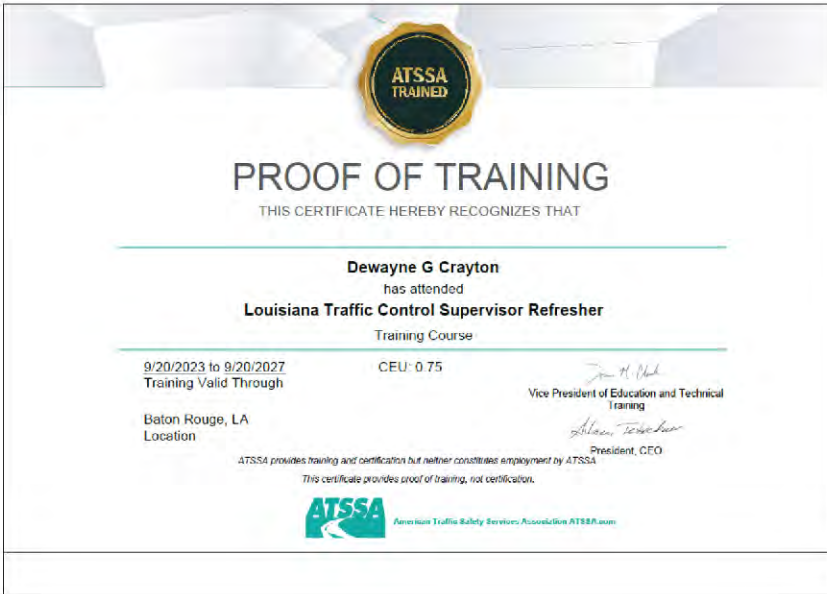 ATSSA
TRAINED
PROOF OF TRAINING
THIS CERTIFICATE HEREBY RECOGNIZES THAT
Dewayne G Crayton
has attended
Louisiana Traffic Control Supervisor Refresher
Training Course
9/20/2023 to 9/20/2027
Training Valid Through
CEU: 0.75
Vice President of Education and Technical
Training
Baton Rouge, LA
Location
President, CEO
ATSSA provides training and certification but neither constitutes employment by ATSSA
This certificate provides proof of training, not certification.
ATSSA
American Traffic Safety Services Association ATSSA.com